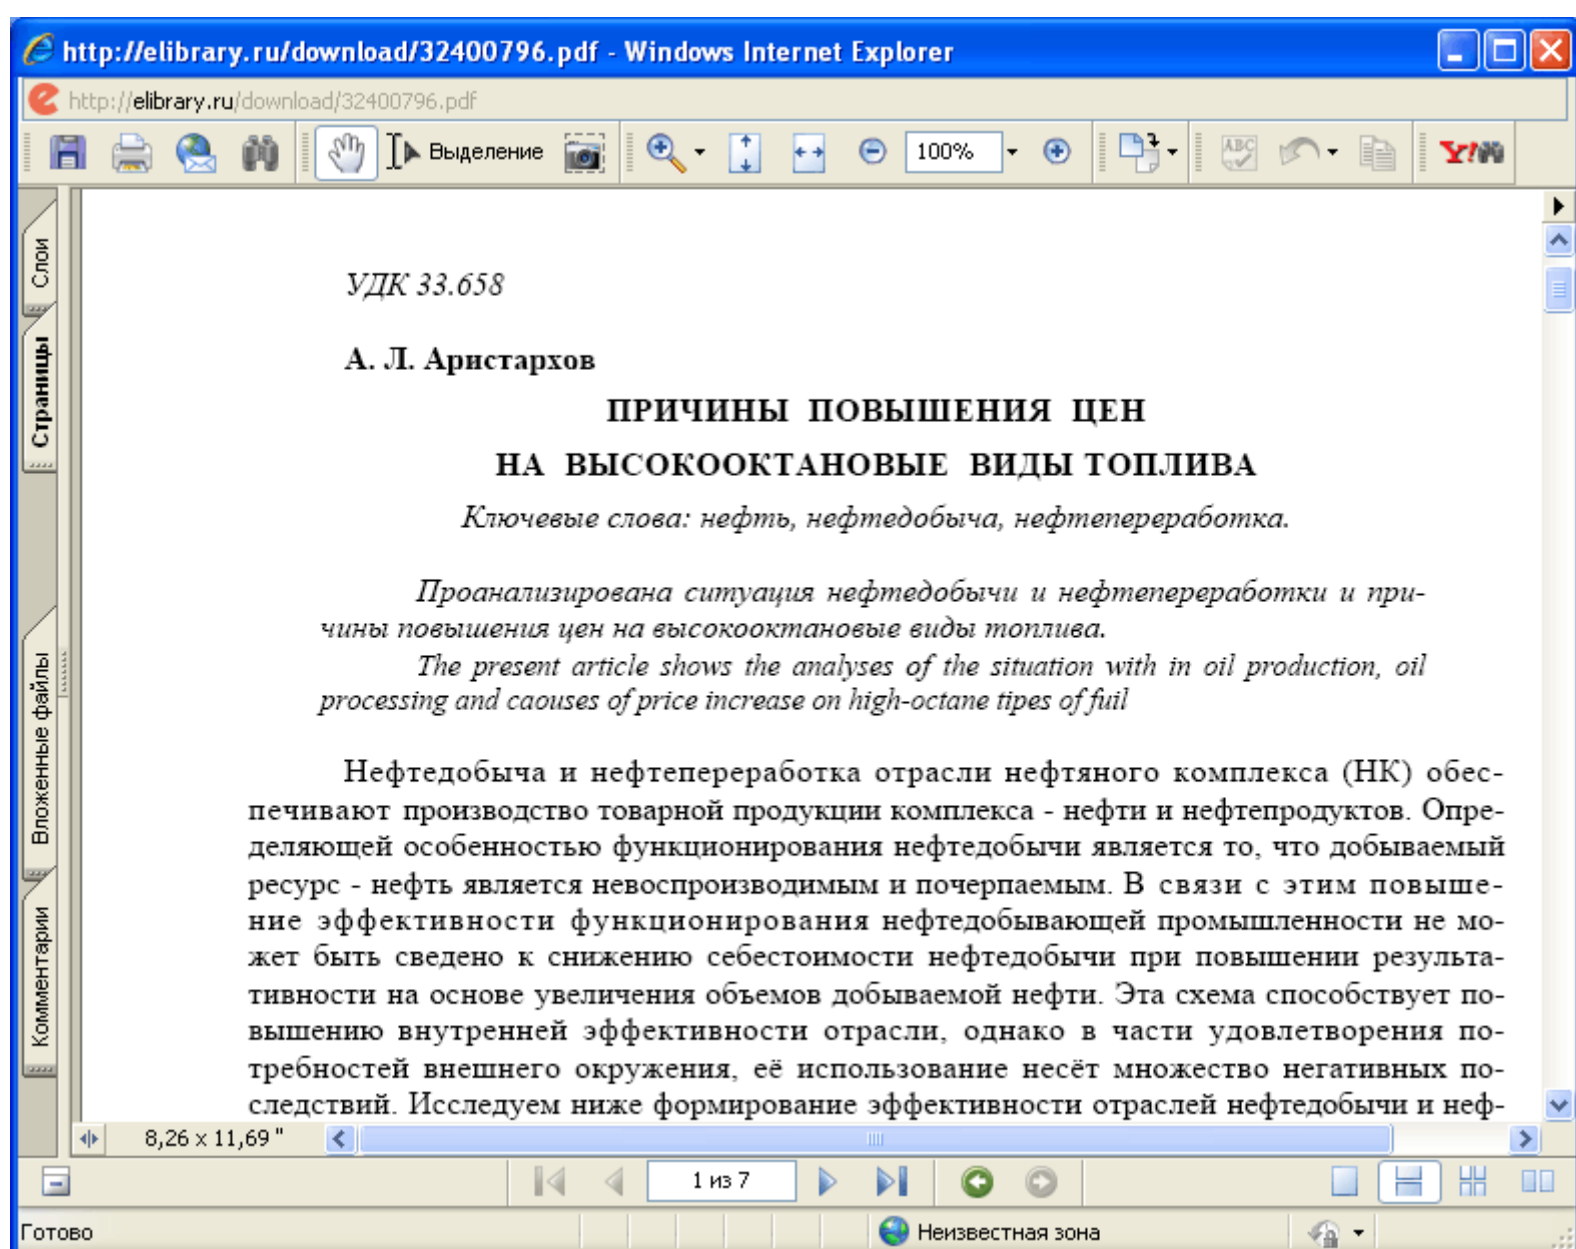 http://elibrary.ru/download/32400796.pdf - Windows Internet Explorer
http://elibrary.ru/download/32400796.pdf
Выделение
100%
ABC
Y!
Слои
Страницы
Вложенные файлы
Комментарии
УДК 33.658
А. Л. Аристархов
ПРИЧИНЫ ПОВЫШЕНИЯ ЦЕН
НА ВЫСОКООКТАНОВЫЕ ВИДЫ ТОПЛИВА
Ключевые слова: нефть, нефтедобыча, нефтепереработка.
Проанализирована ситуация нефтедобычи и нефтепереработки и при-
чины повышения цен на высокооктановые виды топлива.
The present article shows the analyses of the situation with in oil production, oil
processing and caouses of price increase on high-octane tipes of fuil
Нефтедобыча и нефтепереработка отрасли нефтяного комплекса (НК) обес-
печивают производство товарной продукции комплекса - нефти и нефтепродуктов. Опре-
деляющей особенностью функционирования нефтедобычи является то, что добываемый
ресурс - нефть является невоспроизводимым и почерпаемым. В связи с этим повыше-
ние эффективности функционирования нефтедобывающей промышленности не мо-
жет быть сведено к снижению себестоимости нефтедобычи при повышении результа-
тивности на основе увеличения объемов добываемой нефти. Эта схема способствует по-
вышению внутренней эффективности отрасли, однако в части удовлетворения по-
требностей внешнего окружения, её использование несёт множество негативных по-
следствий. Исследуем ниже формирование эффективности отраслей нефтедобычи и неф-
8,26 x 11,69 "
1 из 7
Готово
Неизвестная зона